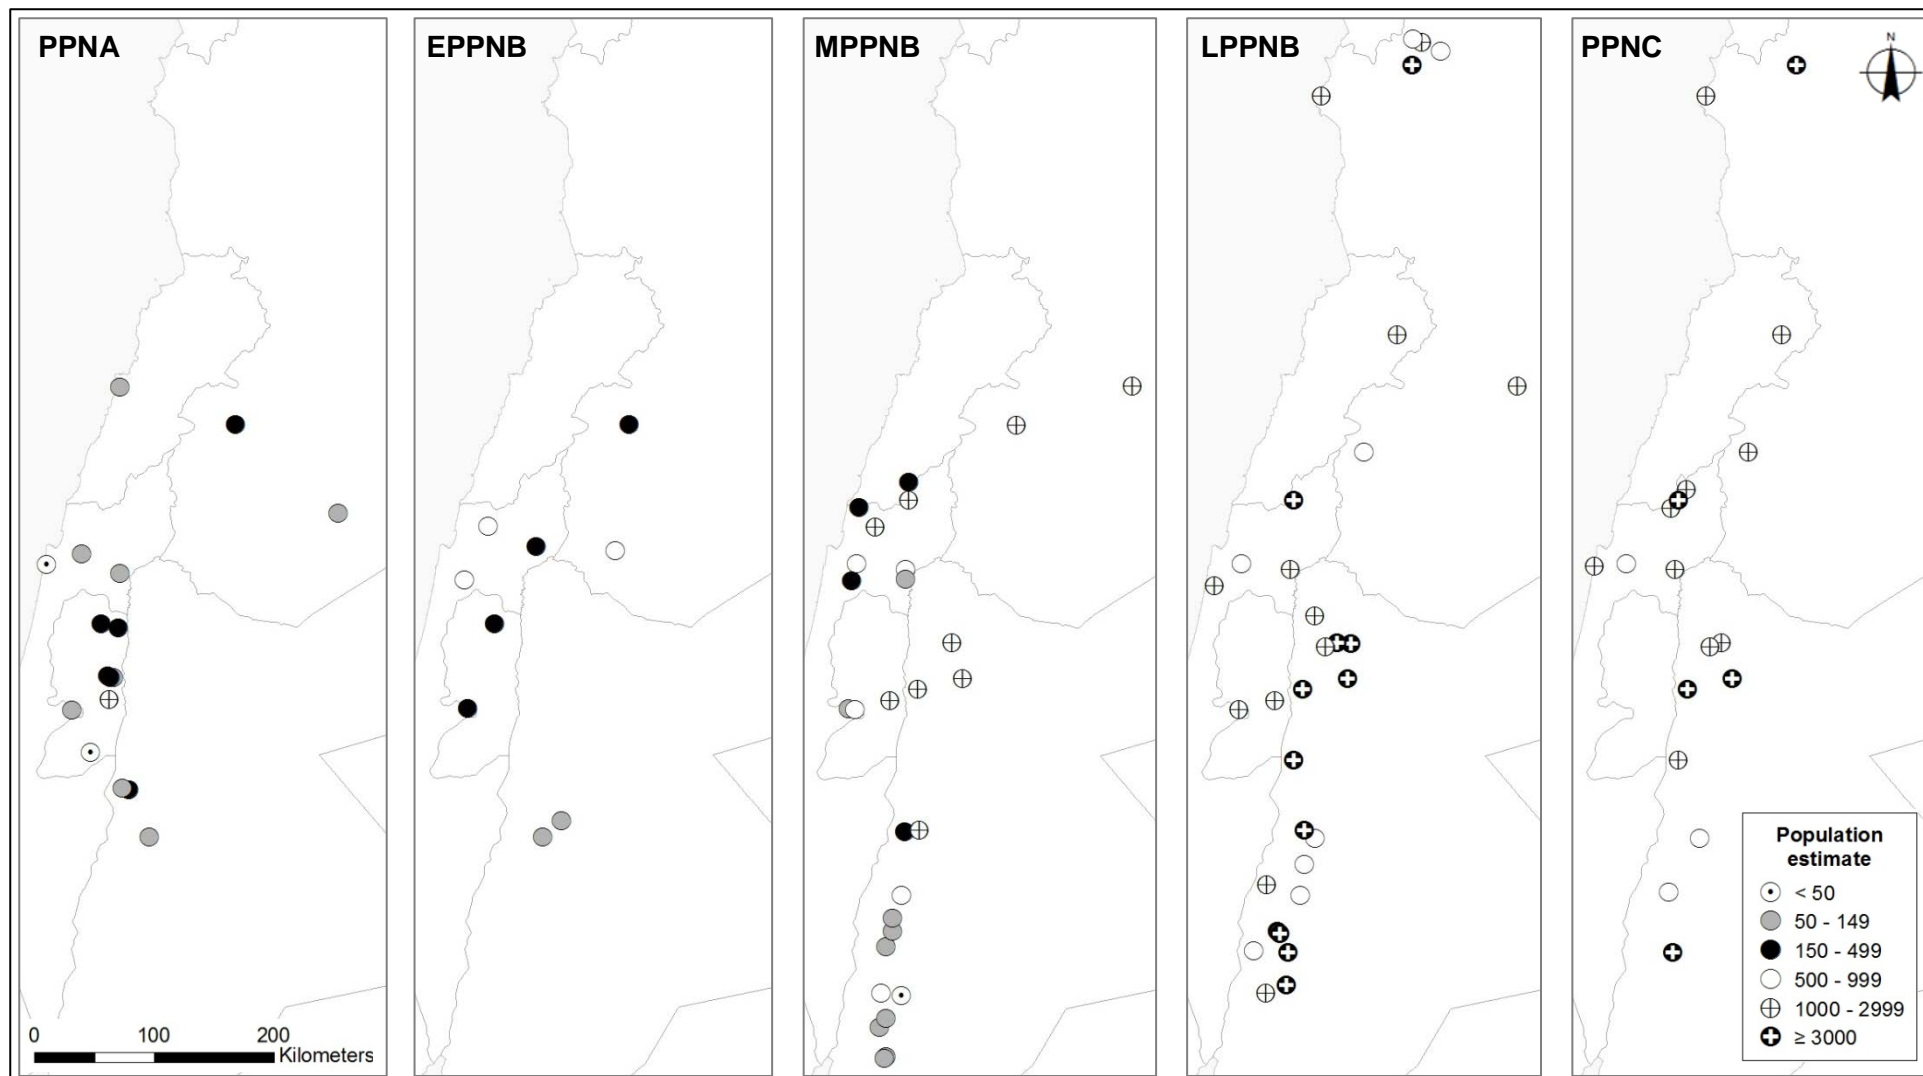 PPNA
EPPNB
MPPNB
LPPNB
PPNC
N
Population
estimate
< 50
50 - 149
150 - 499
500 - 999
1000 - 2999
≥ 3000
0 100 200
Kilometers